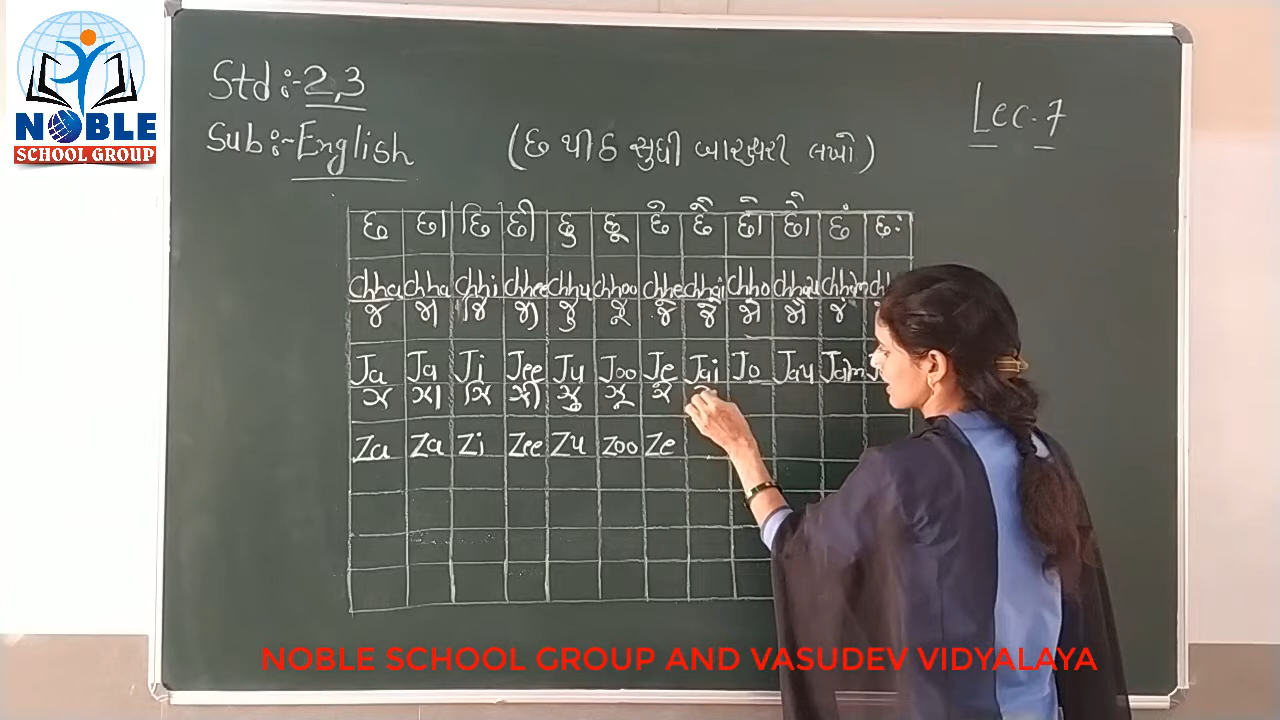 NOBLE
SCHOOL GROUP
Std :- 2,3
Sub :- English
Lec. 7
(છ થી ઠ સુધી બારક્ષરી લખો)
છ છા છિ છી છુ છૂ છે છૈ છો છૌ છં છઃ
chha chha chhi chhee chhu chhoo chhe chhai chho chhau chham
જ જા જિ જી જુ જૂ જે જૈ જો જૌ જં
Ja Ja Ji Jee Ju Joo Je Jai Jo Jau Jam
ઝ ઝા ઝિ ઝી ઝુ ઝૂ ઝે
Za Za Zi Zee Zu Zoo Ze
NOBLE SCHOOL GROUP AND VASUDEV VIDYALAYA